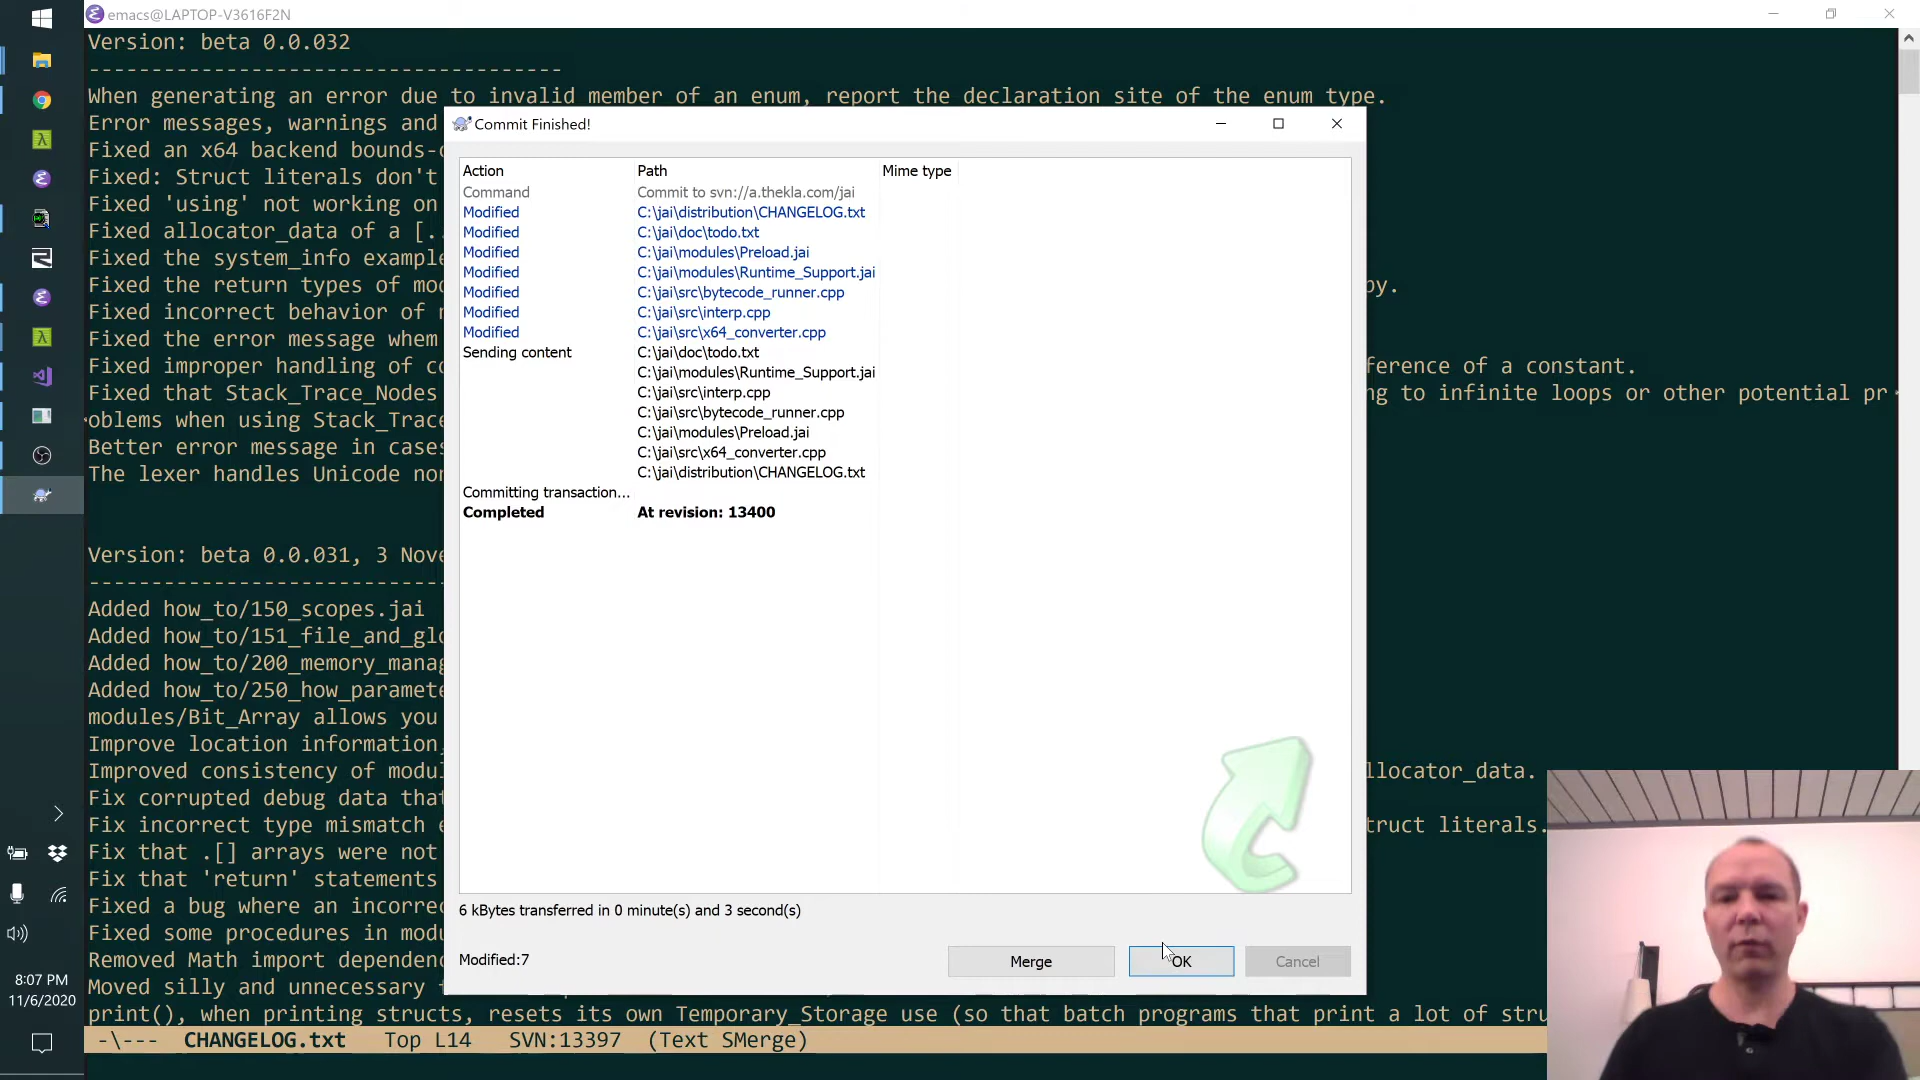 emacs@LAPTOP-V3616F2N
Version: beta 0.0.032
--------------------------------------
When generating an error due to invalid member of an enum, report the declaration site of the enum type.
Error messages, warnings and
Fixed an x64 backend bounds-
Fixed: Struct literals don't
Fixed 'using' not working on
Fixed allocator_data of a [..
Fixed the system_info example
Fixed the return types of mo
py.
Fixed incorrect behavior of
Fixed the error message whem
Fixed improper handling of co
ference of a constant.
Fixed that Stack_Trace_Nodes
ng to infinite loops or other potential pr
oblems when using Stack_Trace
Better error message in cases
The lexer handles Unicode non
Version: beta 0.0.031, 3 Nove
-----------------------------
Added how_to/150_scopes.jai
Added how_to/151_file_and_glo
Added how_to/200_memory_manag
Added how_to/250_how_paramete
modules/Bit_Array allows you
Improve location information,
Improved consistency of modul
llocator_data.
Fix corrupted debug data that
Fix incorrect type mismatch e
truct literals.
Fix that .[] arrays were not
Fix that 'return' statements
Fixed a bug where an incorrec
Fixed some procedures in modu
Removed Math import dependenc
Moved silly and unnecessary
print(), when printing structs, resets its own Temporary_Storage use (so that batch programs that print a lot of stru
-\--- CHANGELOG.txt Top L14 SVN:13397 (Text SMerge)
Commit Finished!
Action Path Mime type
Command Commit to svn://a.thekla.com/jai
Modified C:\jai\distribution\CHANGELOG.txt
Modified C:\jai\doc\todo.txt
Modified C:\jai\modules\Preload.jai
Modified C:\jai\modules\Runtime_Support.jai
Modified C:\jai\src\bytecode_runner.cpp
Modified C:\jai\src\interp.cpp
Modified C:\jai\src\x64_converter.cpp
Sending content C:\jai\doc\todo.txt
C:\jai\modules\Runtime_Support.jai
C:\jai\src\interp.cpp
C:\jai\src\bytecode_runner.cpp
C:\jai\modules\Preload.jai
C:\jai\src\x64_converter.cpp
C:\jai\distribution\CHANGELOG.txt
Committing transaction...
Completed At revision: 13400
6 kBytes transferred in 0 minute(s) and 3 second(s)
Modified:7
Merge OK Cancel
8:07 PM
11/6/2020